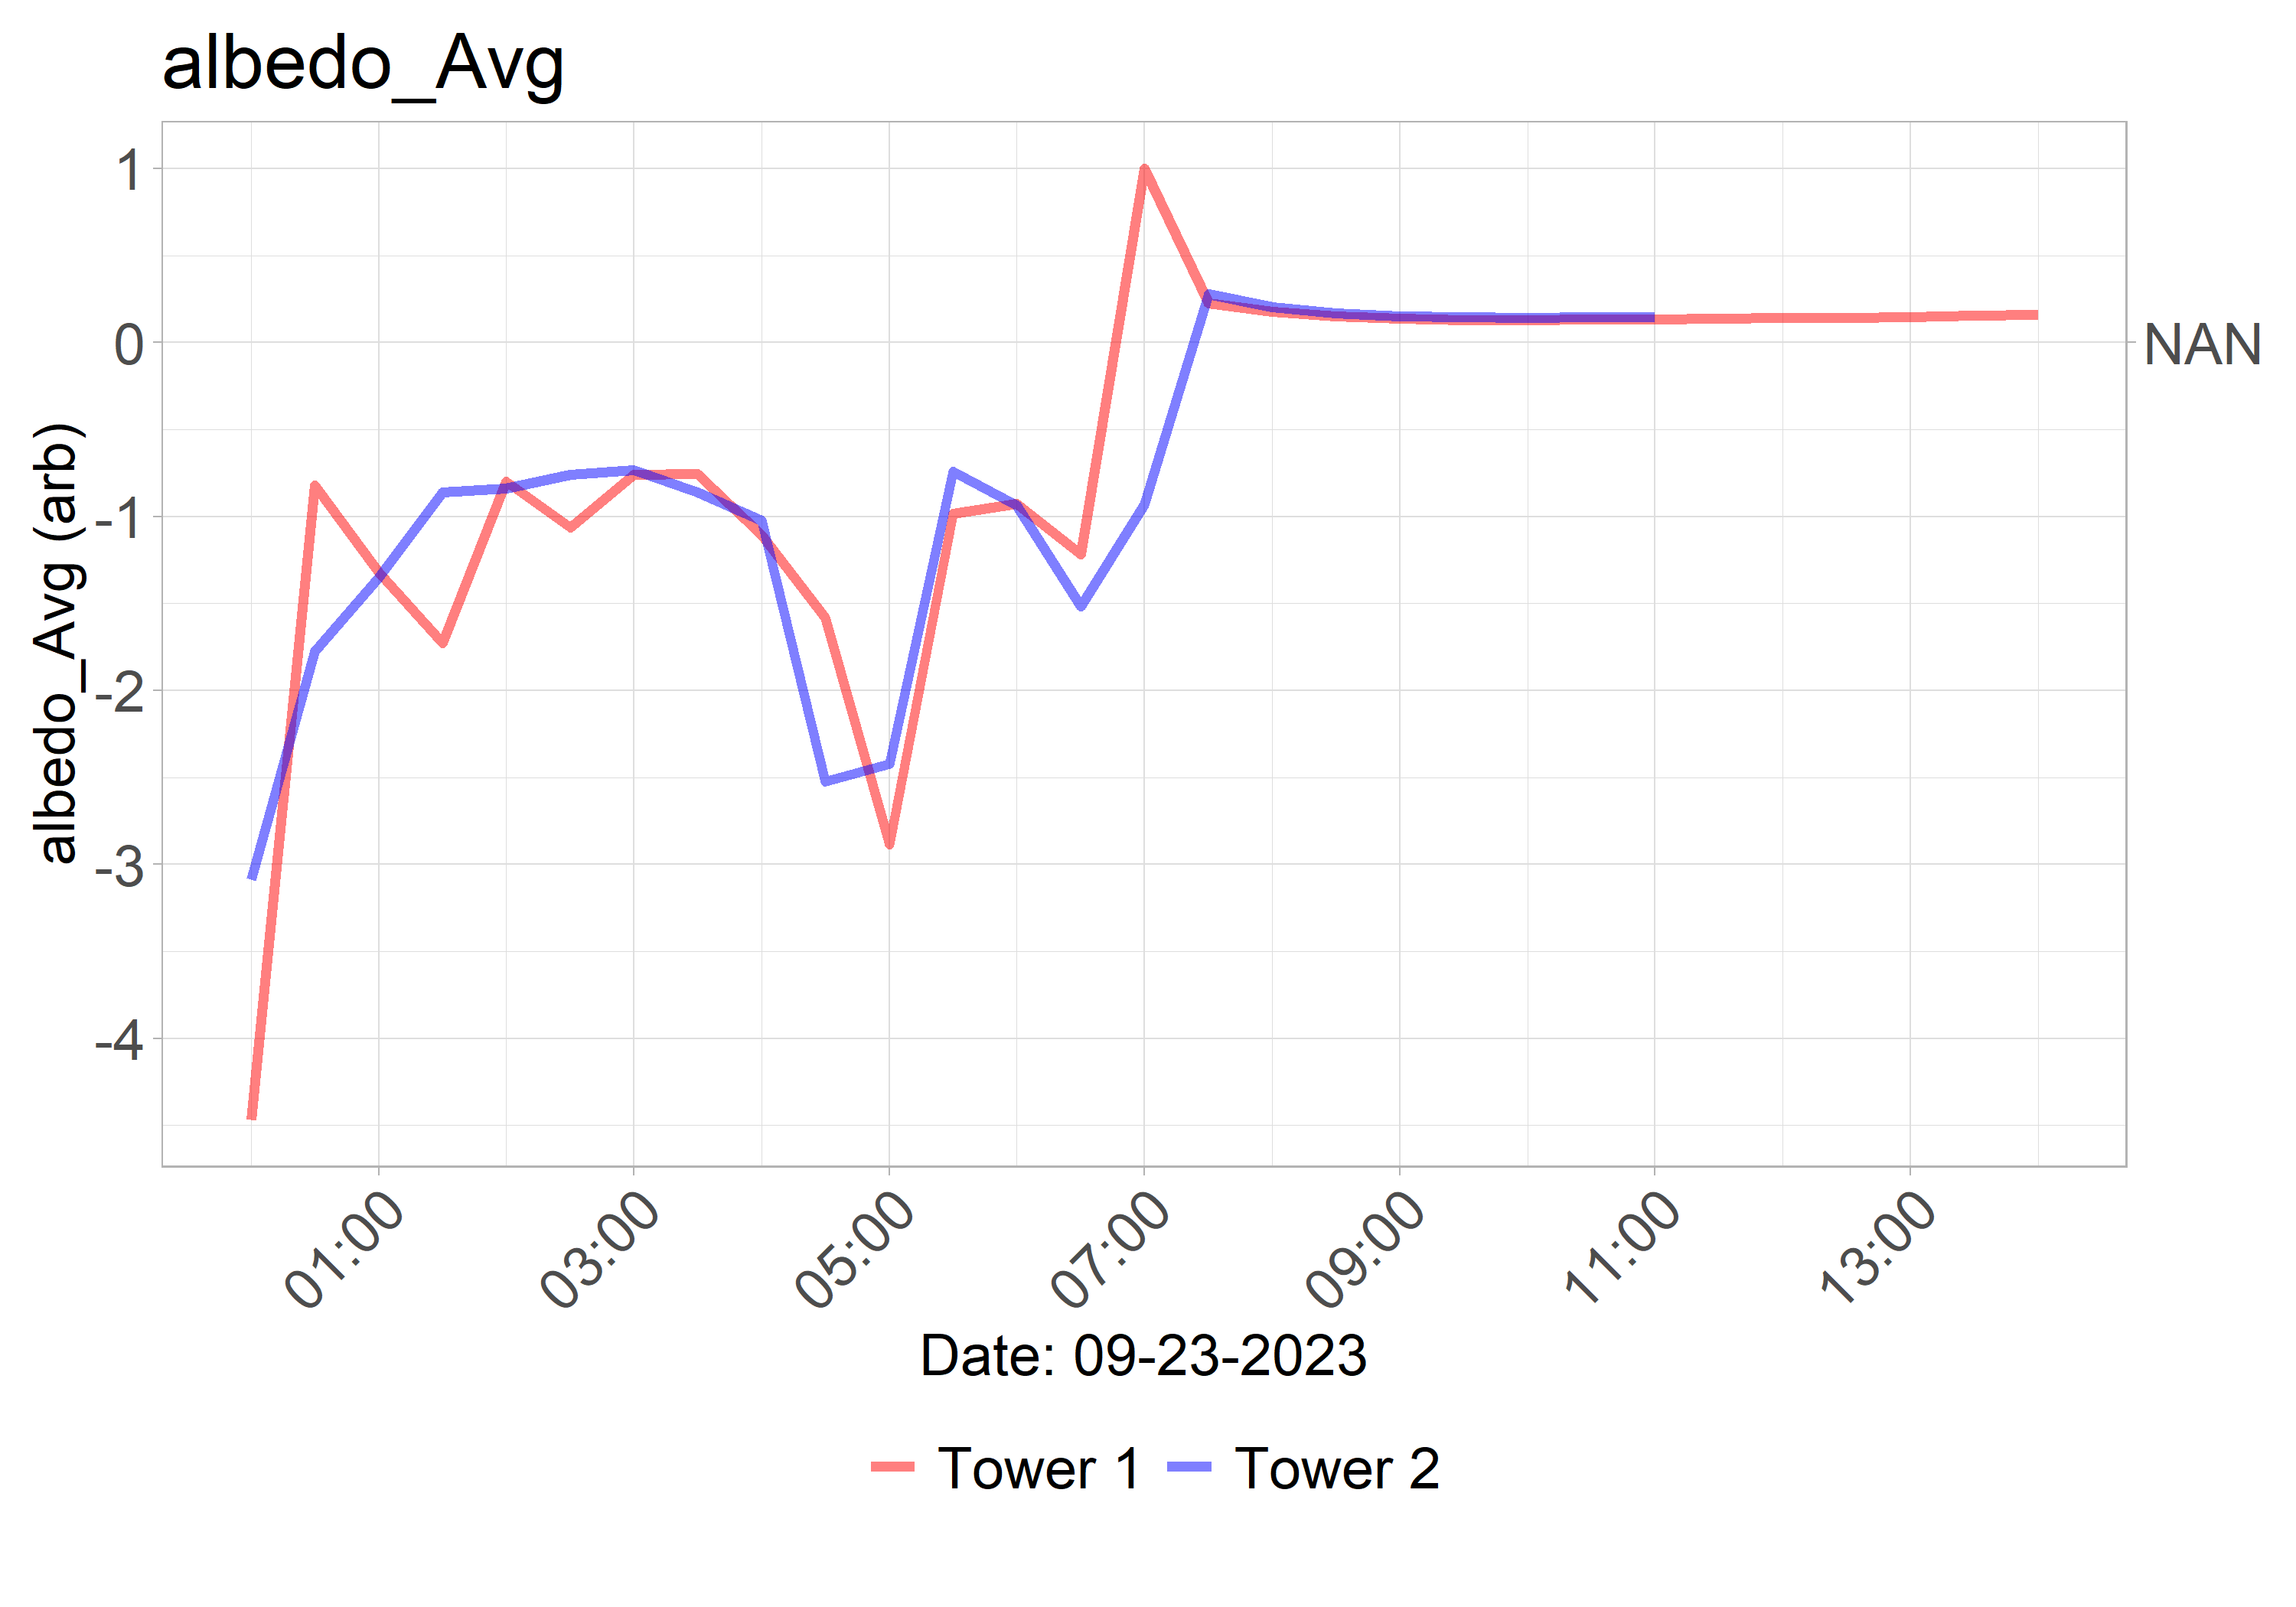 albedo_Avg
albedo_Avg (arb)
1
0
-1
-2
-3
-4
NAN
01:00
03:00
05:00
07:00
09:00
11:00
13:00
Date: 09-23-2023
Tower 1
Tower 2